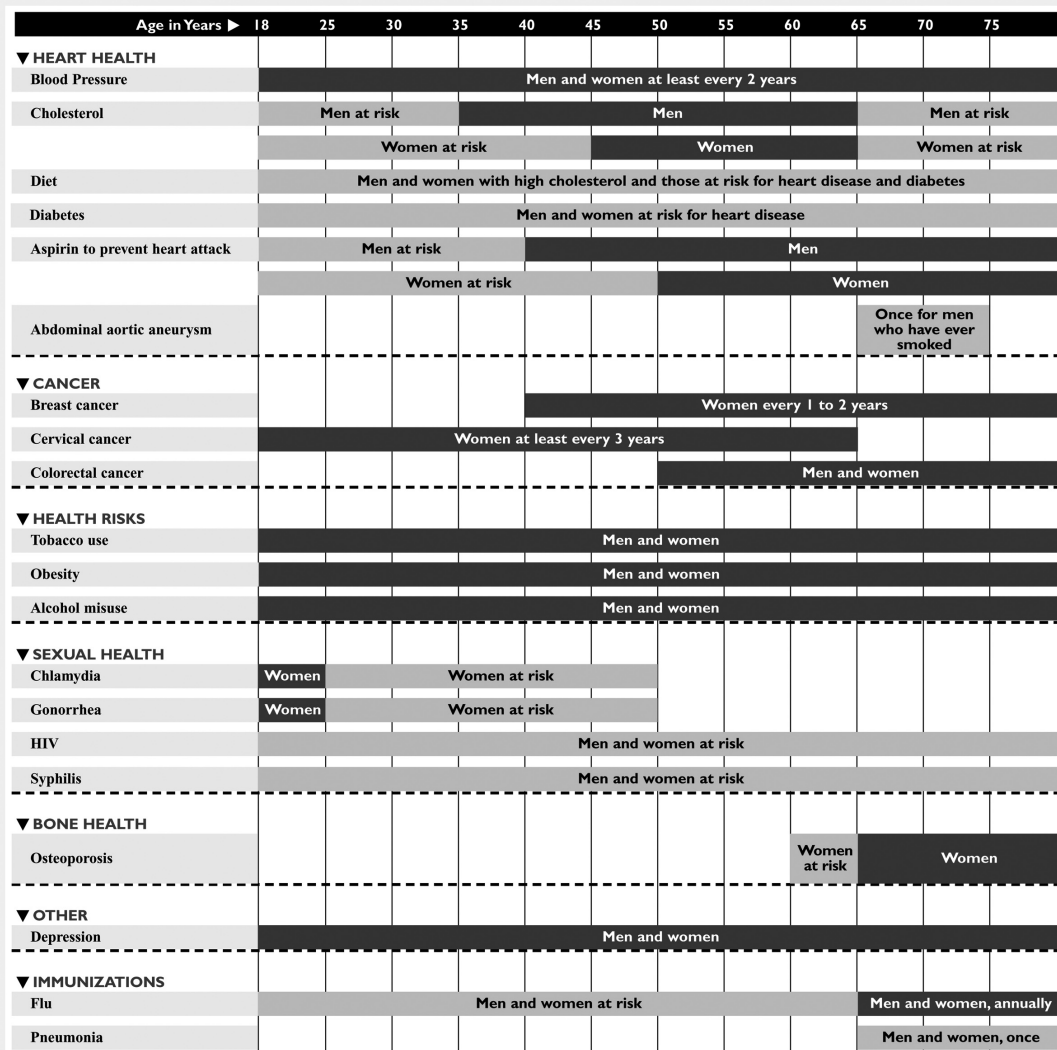 Age in Years ▶ 18 25 30 35 40 45 50 55 60 65 70 75
▼ HEART HEALTH
Blood Pressure Men and women at least every 2 years
Cholesterol Men at risk Men Men at risk
Women at risk Women Women at risk
Diet Men and women with high cholesterol and those at risk for heart disease and diabetes
Diabetes Men and women at risk for heart disease
Aspirin to prevent heart attack Men at risk Men
Women at risk Women
Abdominal aortic aneurysm Once for men
who have ever
smoked
▼ CANCER
Breast cancer Women every 1 to 2 years
Cervical cancer Women at least every 3 years
Colorectal cancer Men and women
▼ HEALTH RISKS
Tobacco use Men and women
Obesity Men and women
Alcohol misuse Men and women
▼ SEXUAL HEALTH
Chlamydia Women Women at risk
Gonorrhea Women Women at risk
HIV Men and women at risk
Syphilis Men and women at risk
▼ BONE HEALTH
Osteoporosis Women
at risk Women
▼ OTHER
Depression Men and women
▼ IMMUNIZATIONS
Flu Men and women at risk Men and women, annually
Pneumonia Men and women, once